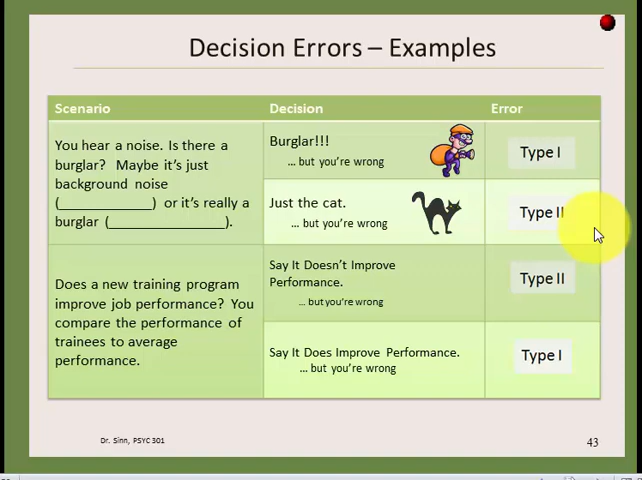 Decision Errors – Examples
Scenario
Decision
Error
You hear a noise. Is there a
burglar? Maybe it's just
background noise
(____________) or it's really a
burglar (________________).
Burglar!!!
... but you're wrong
Type I
Just the cat.
... but you're wrong
Type II
Does a new training program
improve job performance? You
compare the performance of
trainees to average
performance.
Say It Doesn't Improve
Performance.
... but you're wrong
Type II
Say It Does Improve Performance.
... but you're wrong
Type I
Dr. Sinn, PSYC 301
43